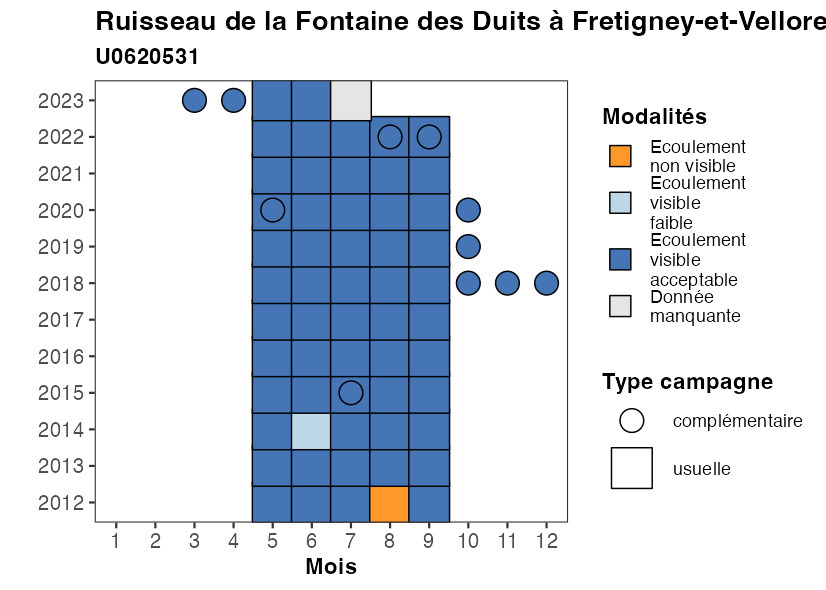 Ruisseau de la Fontaine des Duits à Fretigney-et-Vellore
U0620531
2023
2022
2021
2020
2019
2018
2017
2016
2015
2014
2013
2012
1 2 3 4 5 6 7 8 9 10 11 12
Mois
Modalités
Ecoulement
non visible
Ecoulement
visible
faible
Ecoulement
visible
acceptable
Donnée
manquante
Type campagne
complémentaire
usuelle